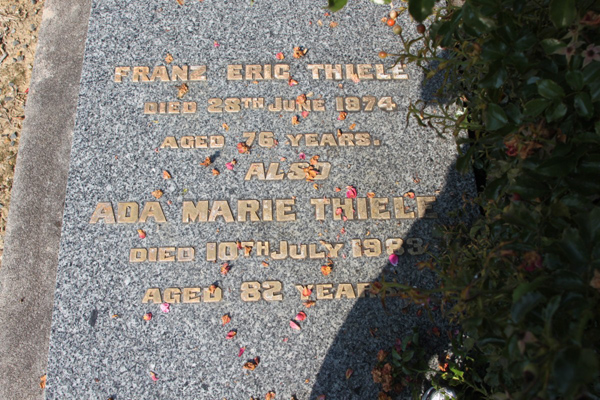 FRANZ ERIC THIELE
DIED 28TH JUNE 1974
AGED 76 YEARS.
ALSO
ADA MARIE THIELE
DIED 10TH JULY 1983
AGED 82 YEAR